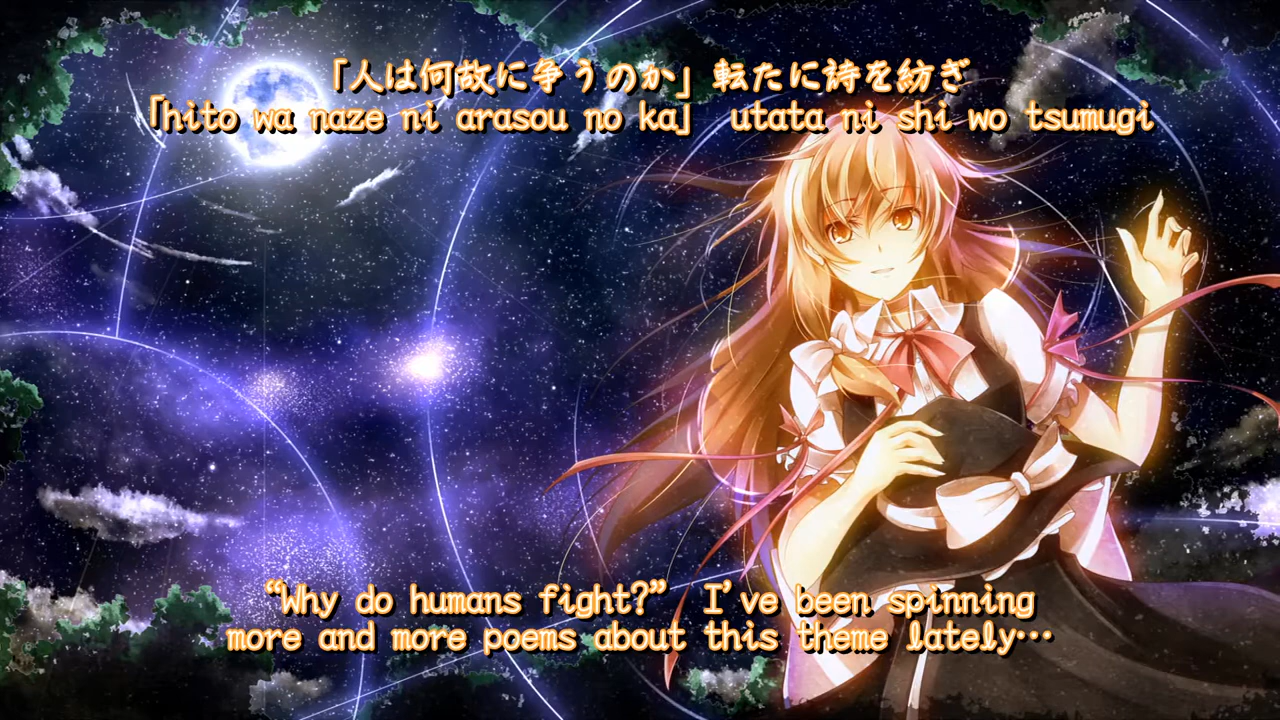 「人は何故に争うのか」転たに詩を紡ぎ
「hito wa naze ni arasou no ka」 utata ni shi wo tsumugi
“Why do humans fight?” I’ve been spinning
more and more poems about this theme lately…